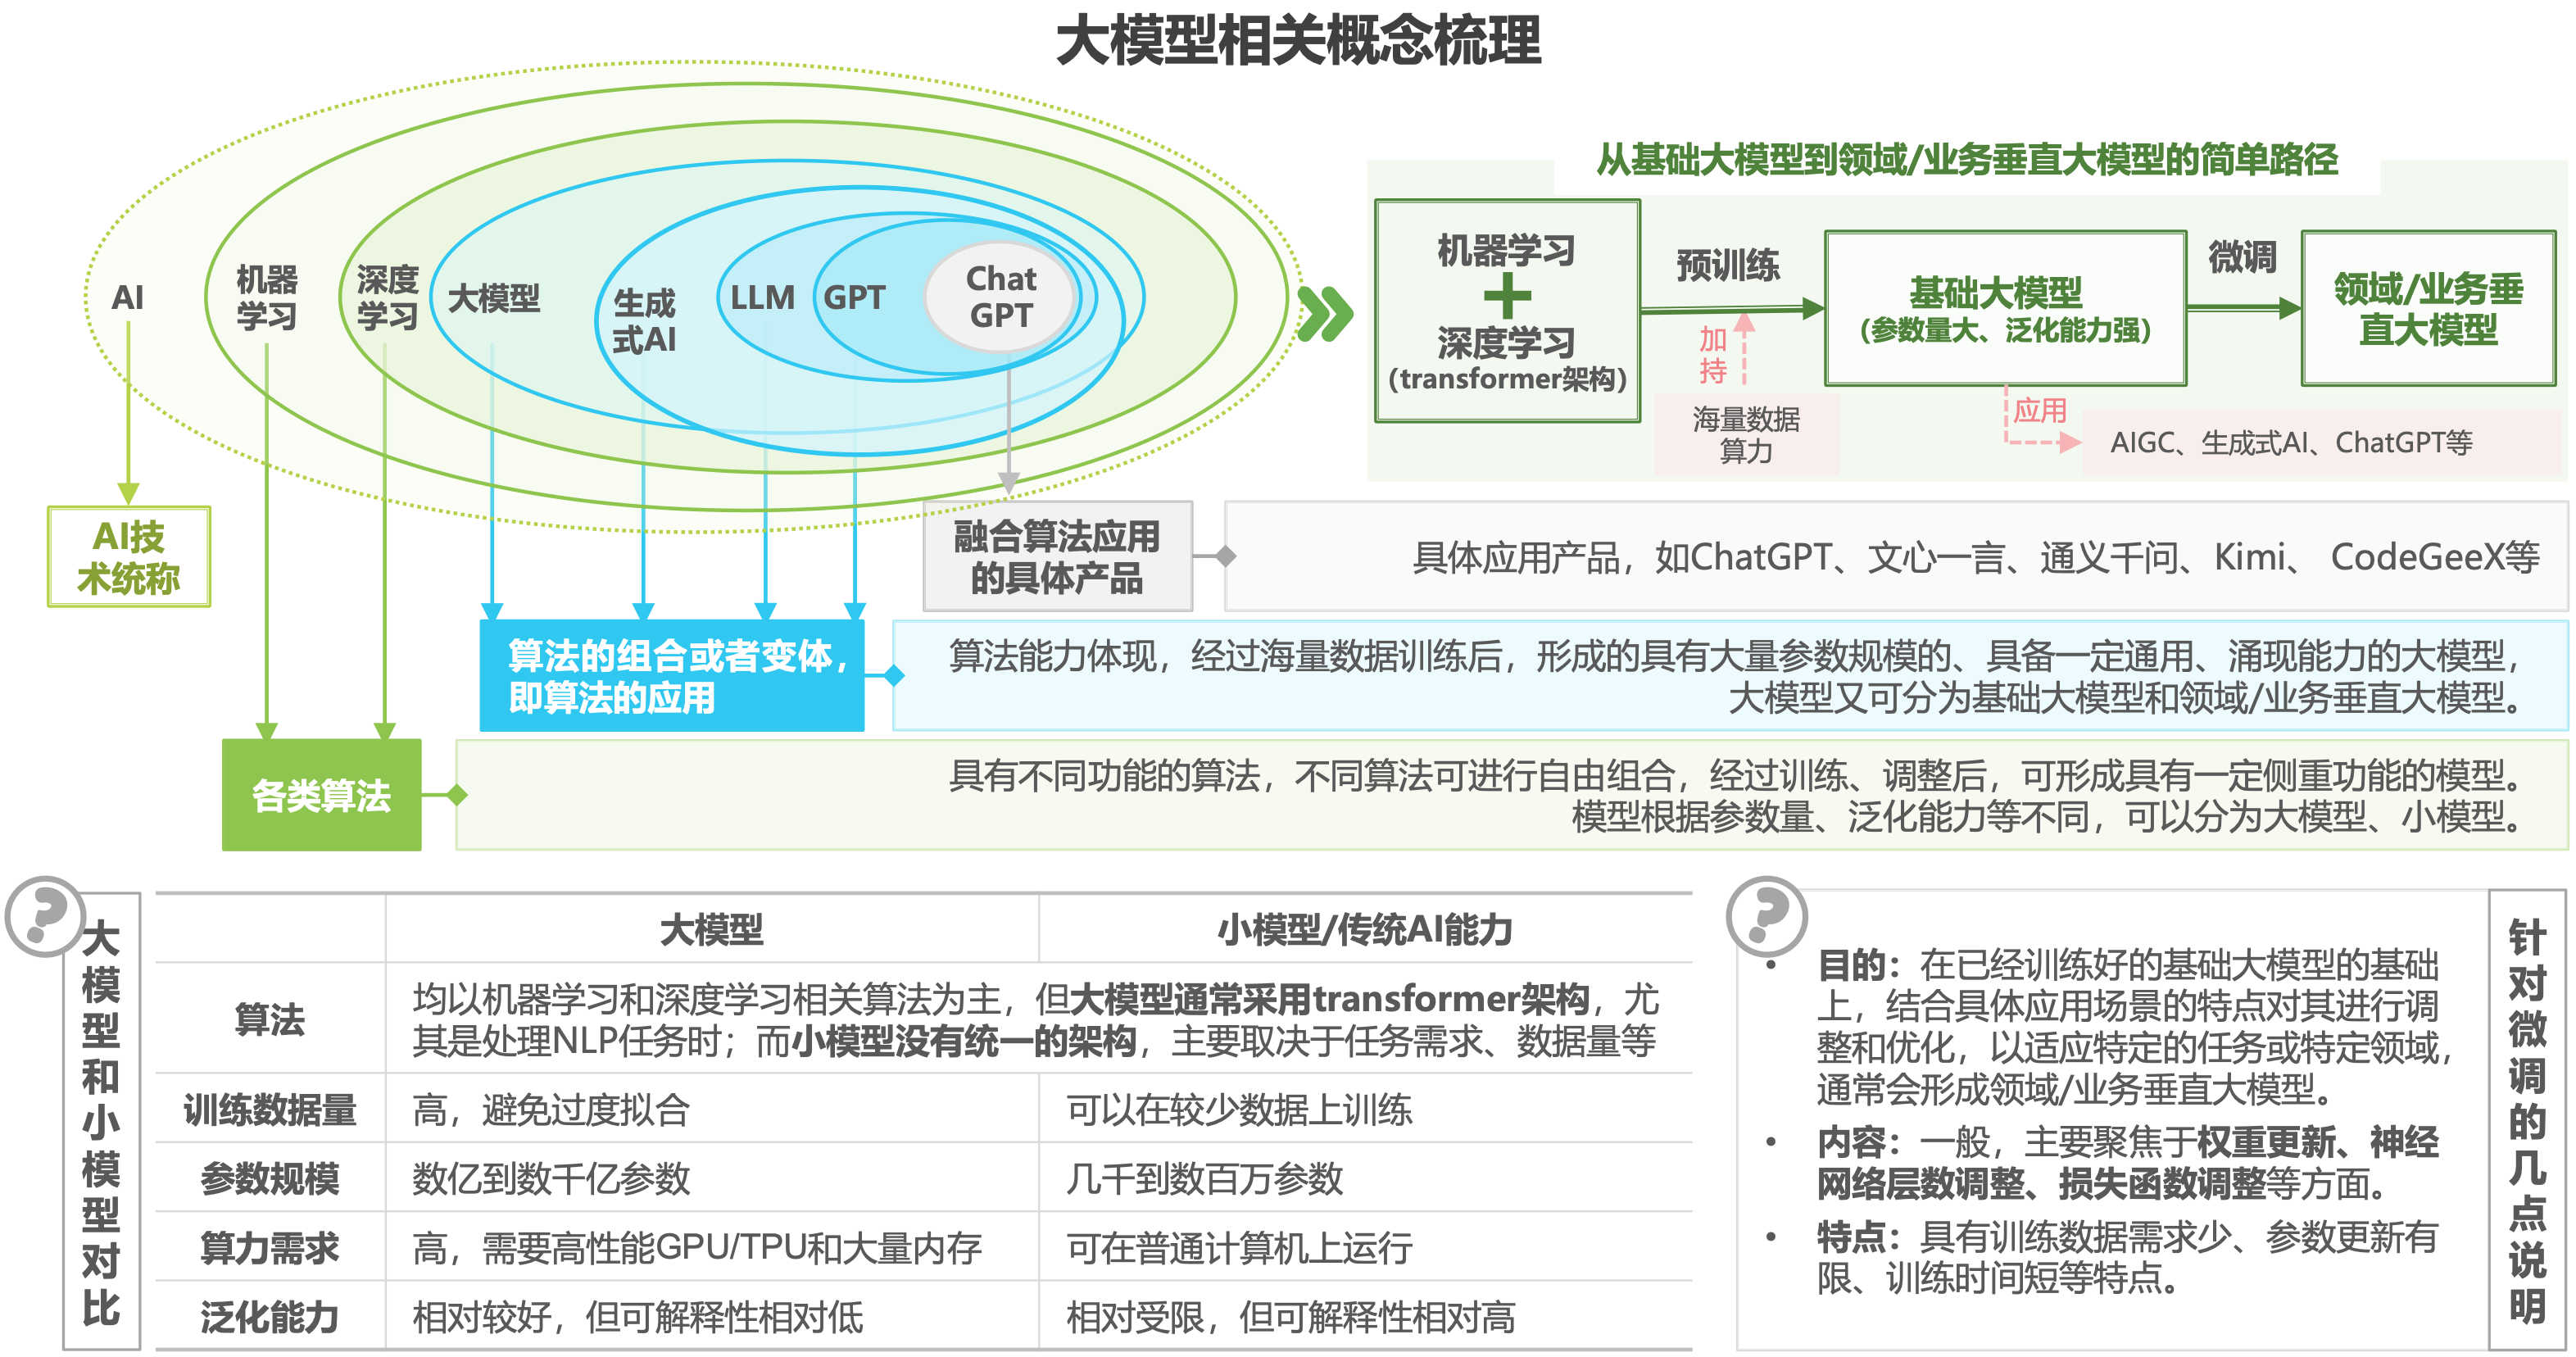 大模型相关概念梳理
AI
机器
学习
深度
学习
大模型
生成
式AI
LLM
GPT
Chat
GPT
从基础大模型到领域/业务垂直大模型的简单路径
机器学习
+
深度学习
(transformer架构)
预训练
加
持
海量数据
算力
基础大模型
(参数量大、泛化能力强)
微调
领域/业务垂
直大模型
应用
AIGC、生成式AI、ChatGPT等
AI技
术统称
融合算法应用
的具体产品
具体应用产品，如ChatGPT、文心一言、通义千问、Kimi、 CodeGeeX等
算法的组合或者变体，
即算法的应用
算法能力体现，经过海量数据训练后，形成的具有大量参数规模的、具备一定通用、涌现能力的大模型，
大模型又可分为基础大模型和领域/业务垂直大模型。
各类算法
具有不同功能的算法，不同算法可进行自由组合，经过训练、调整后，可形成具有一定侧重功能的模型。
模型根据参数量、泛化能力等不同，可以分为大模型、小模型。
?
大模型和小模型对比
大模型
小模型/传统AI能力
算法
均以机器学习和深度学习相关算法为主，但大模型通常采用transformer架构，尤
其是处理NLP任务时；而小模型没有统一的架构，主要取决于任务需求、数据量等
训练数据量
高，避免过度拟合
可以在较少数据上训练
参数规模
数亿到数千亿参数
几千到数百万参数
算力需求
高，需要高性能GPU/TPU和大量内存
可在普通计算机上运行
泛化能力
相对较好，但可解释性相对低
相对受限，但可解释性相对高
?
针对微调的几点说明
• 目的：在已经训练好的基础大模型的基础
上，结合具体应用场景的特点对其进行调
整和优化，以适应特定的任务或特定领域，
通常会形成领域/业务垂直大模型。
• 内容：一般，主要聚焦于权重更新、神经
网络层数调整、损失函数调整等方面。
• 特点：具有训练数据需求少、参数更新有
限、训练时间短等特点。